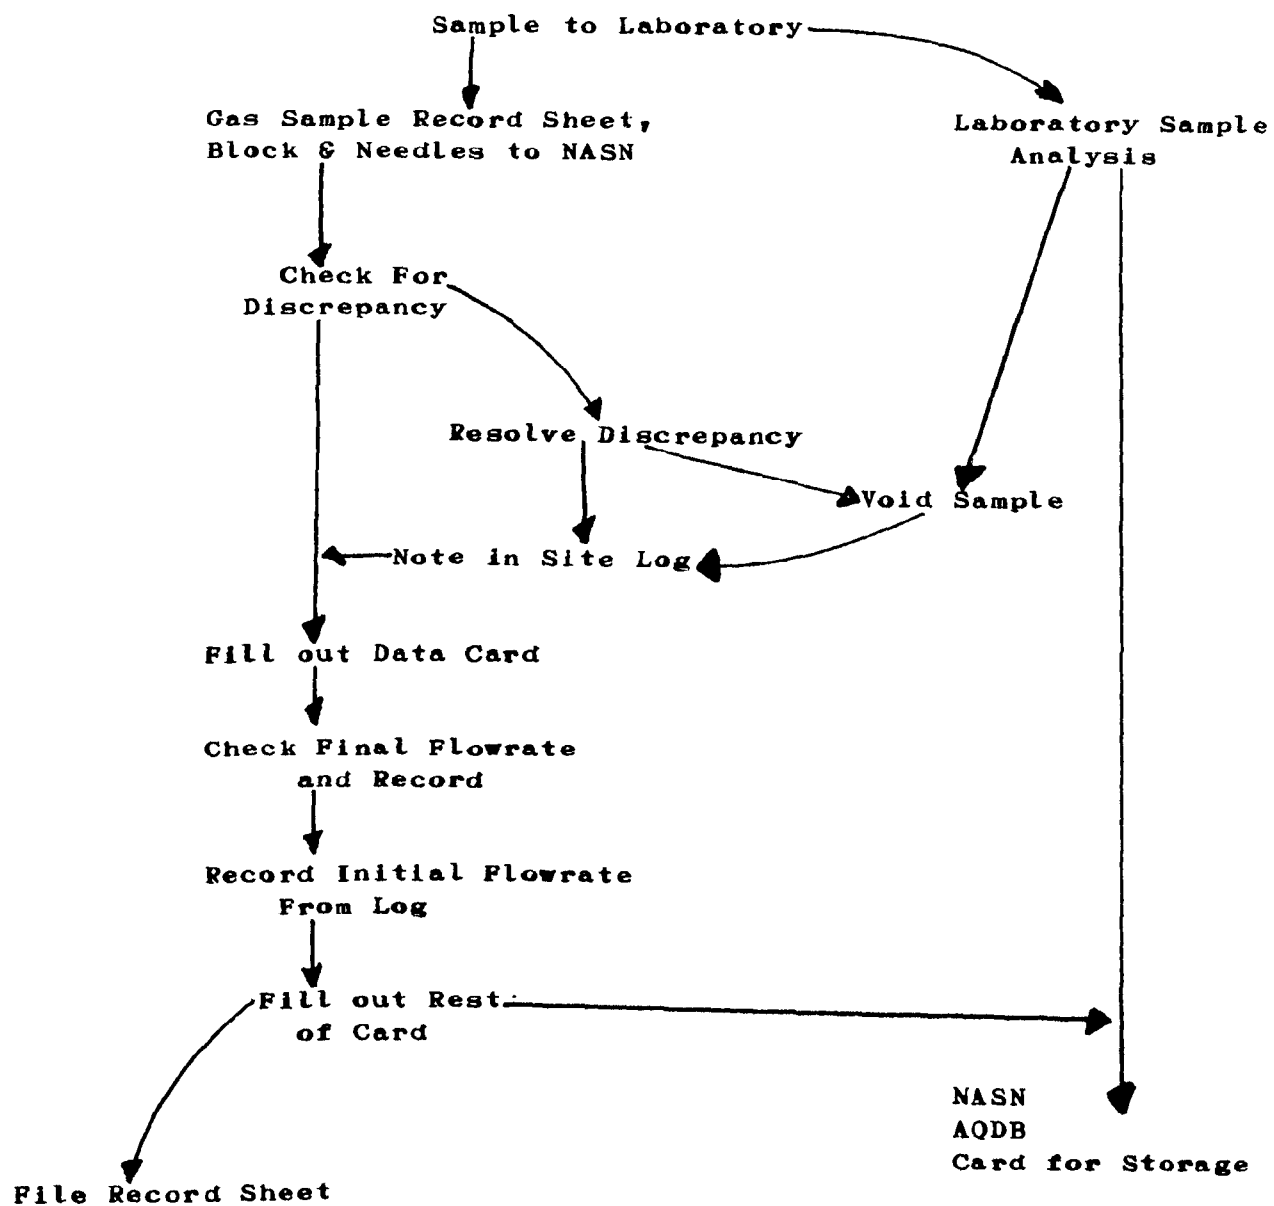 Sample to Laboratory
Gas Sample Record Sheet,
Block & Needles to NASN
Laboratory Sample
Analysis
Check For
Discrepancy
Resolve Discrepancy
Void Sample
Note in Site Log
Fill out Data Card
Check Final Flowrate
and Record
Record Initial Flowrate
From Log
Fill out Rest
of Card
NASN
AQDB
Card for Storage
File Record Sheet